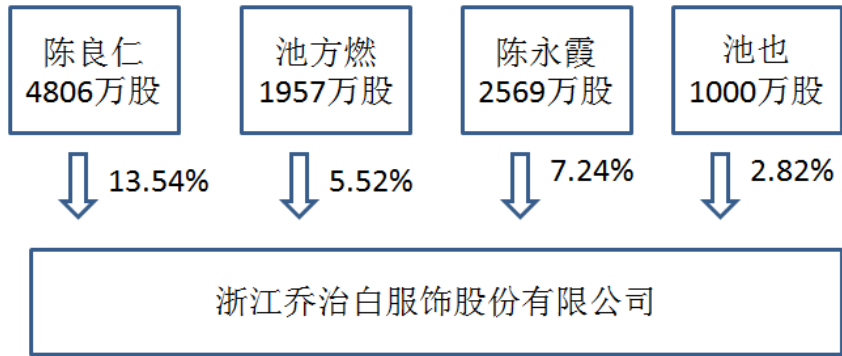 陈良仁
4806万股
池方燃
1957万股
陈永霞
2569万股
池也
1000万股
13.54%
5.52%
7.24%
2.82%
浙江乔治白服饰股份有限公司